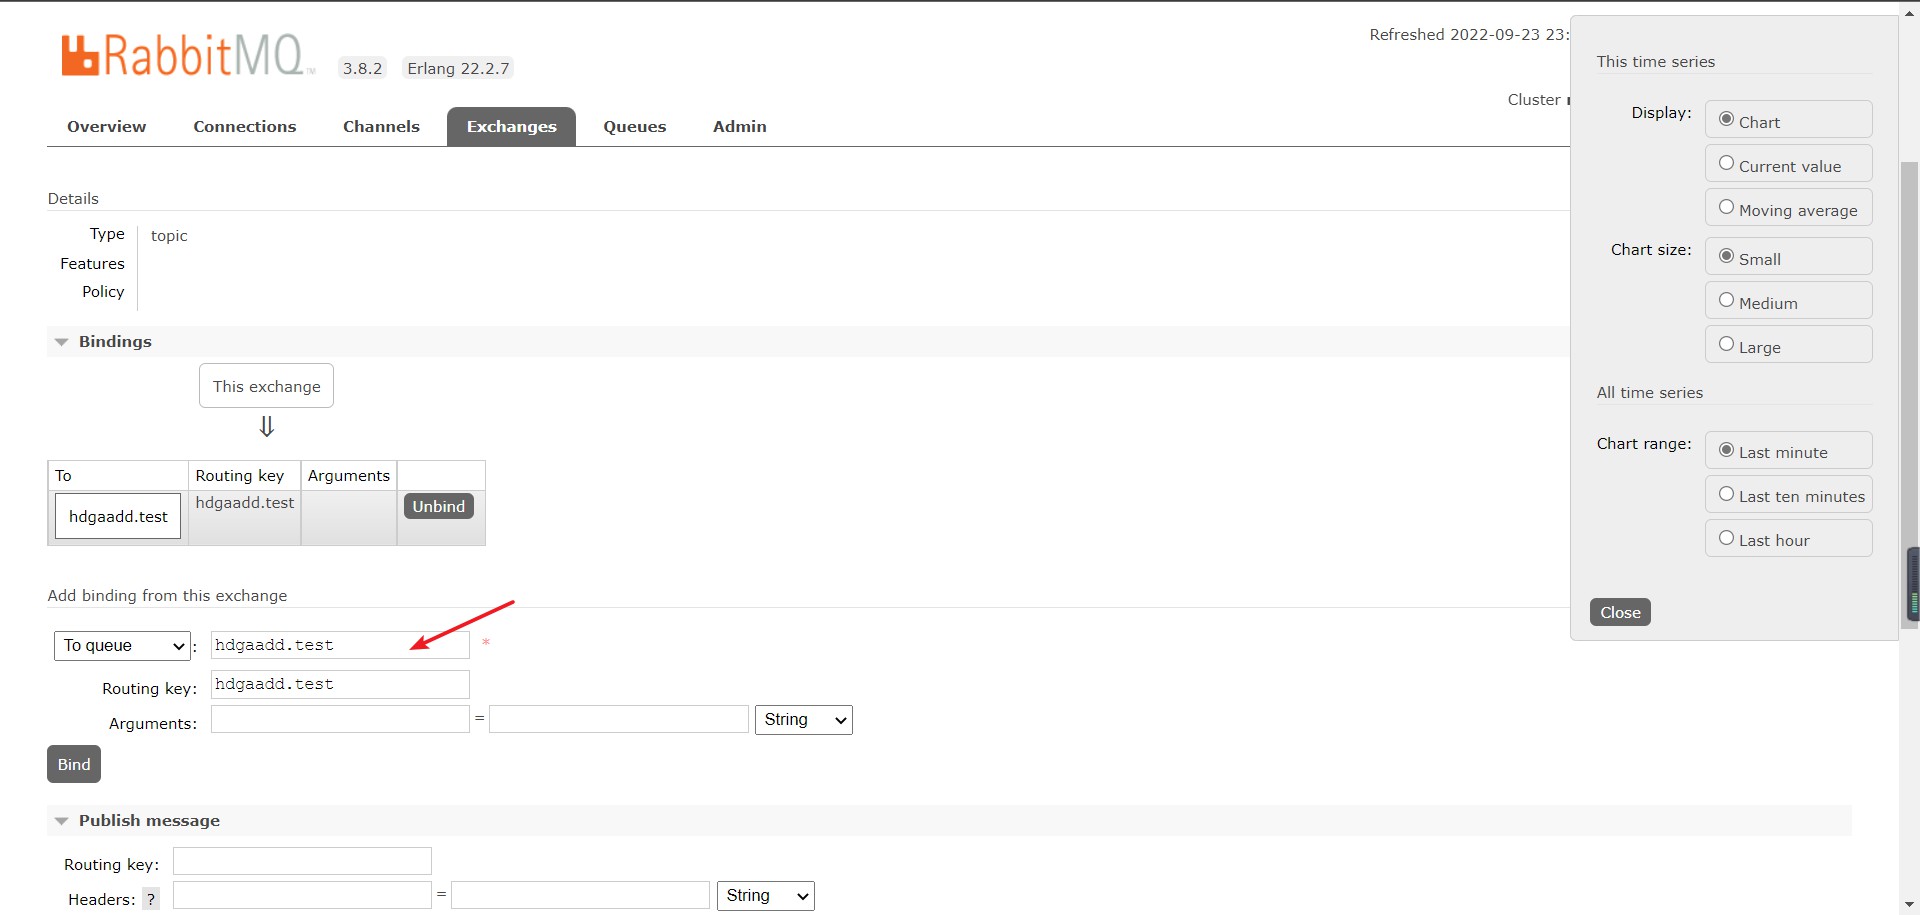 RabbitMQ TM 3.8.2 Erlang 22.2.7
Refreshed 2022-09-23 23:
Cluster
Overview Connections Channels Exchanges Queues Admin
Details
Type topic
Features
Policy
Bindings
This exchange
⇓
To Routing key Arguments
hdgaadd.test hdgaadd.test Unbind
Add binding from this exchange
To queue : hdgaadd.test *
Routing key: hdgaadd.test
Arguments: = String
Bind
Publish message
Routing key:
Headers: ? = String
This time series
Display: Chart
Current value
Moving average
Chart size: Small
Medium
Large
All time series
Chart range: Last minute
Last ten minutes
Last hour
Close